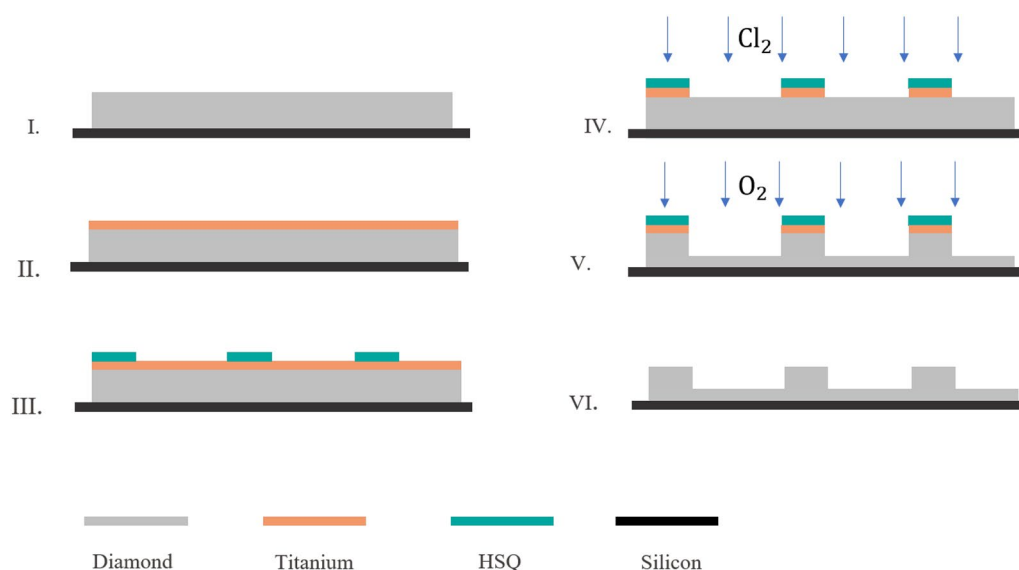 I.
II.
III.
Cl₂
IV.
O₂
V.
VI.
Diamond Titanium HSQ Silicon